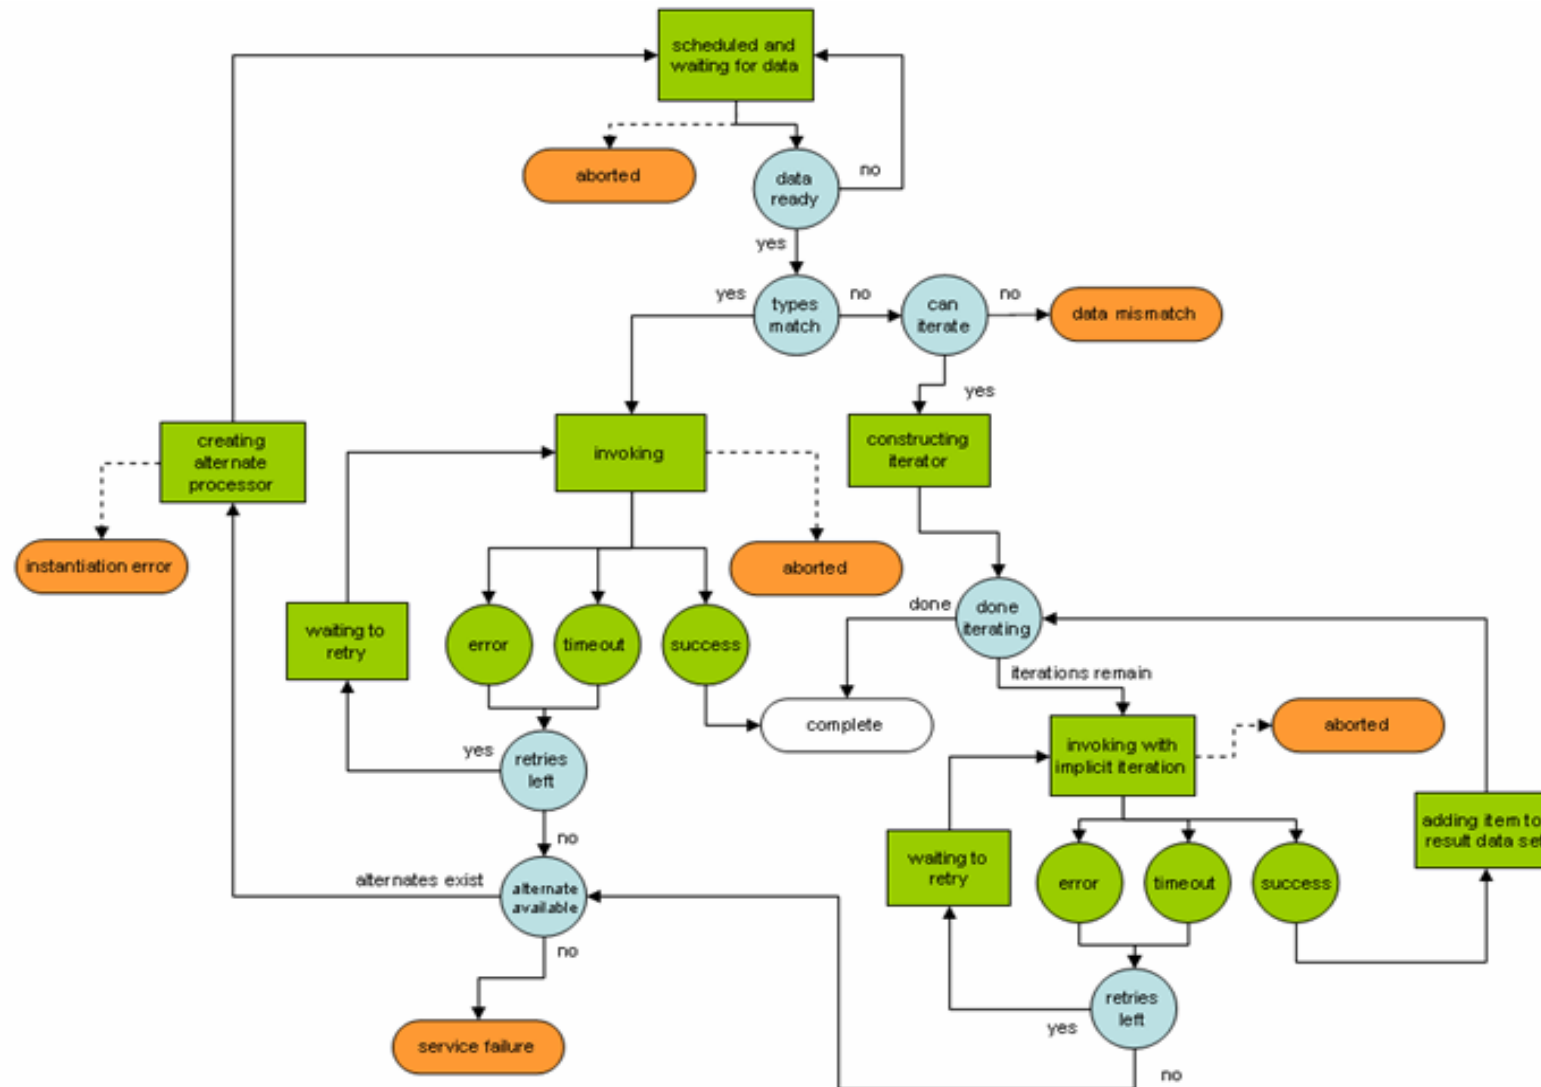 scheduled and
waiting for data
aborted
data
ready
no
yes
yes
types
match
no
can
iterate
no
data mismatch
yes
creating
alternate
processor
invoking
constructing
iterator
instantiation error
aborted
waiting to
retry
error
timeout
success
done
done
iterating
iterations remain
complete
aborted
yes
retries
left
invoking with
implicit iteration
no
adding item to
result data set
alternates exist
alternate
available
waiting to
retry
error
timeout
success
no
retries
left
yes
service failure
no